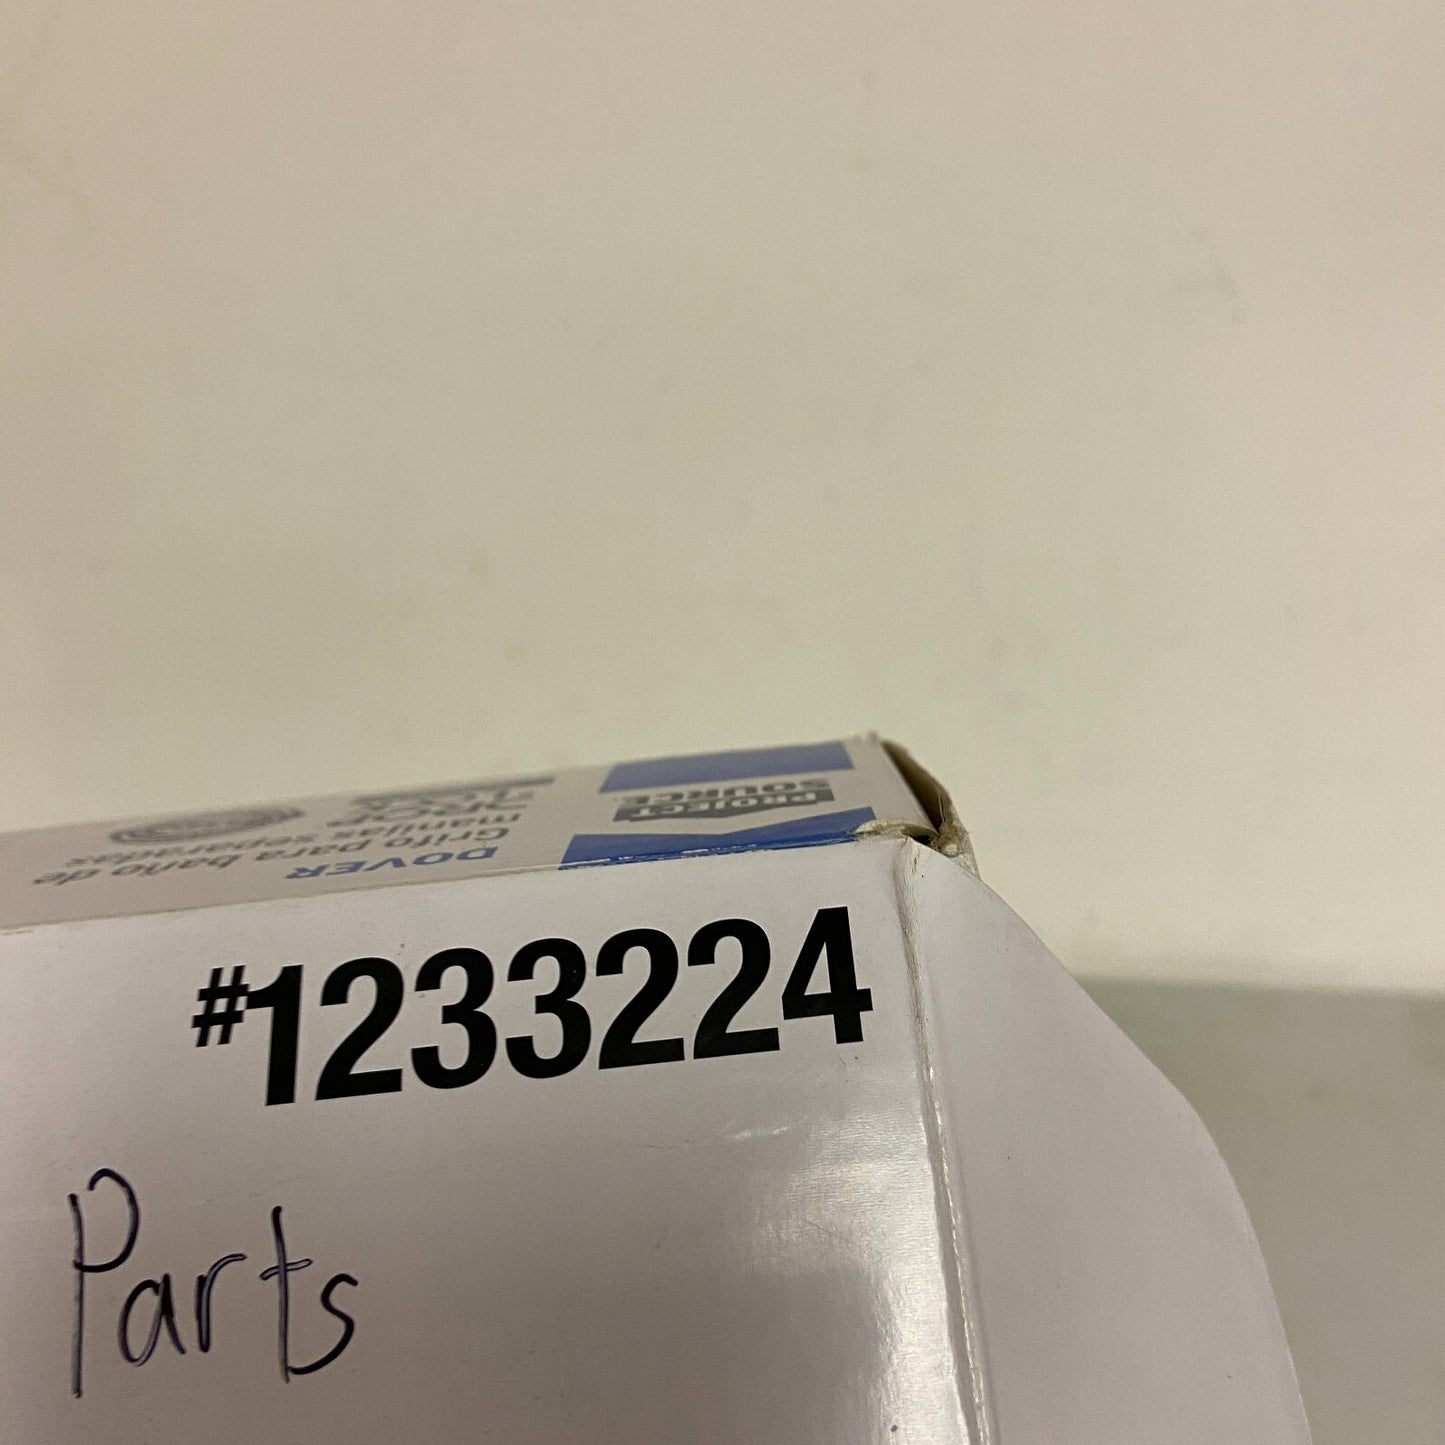 PROJECT
SOURCE
DOVER
Grifo para baño de
manijas separadas
#1233224
Parts